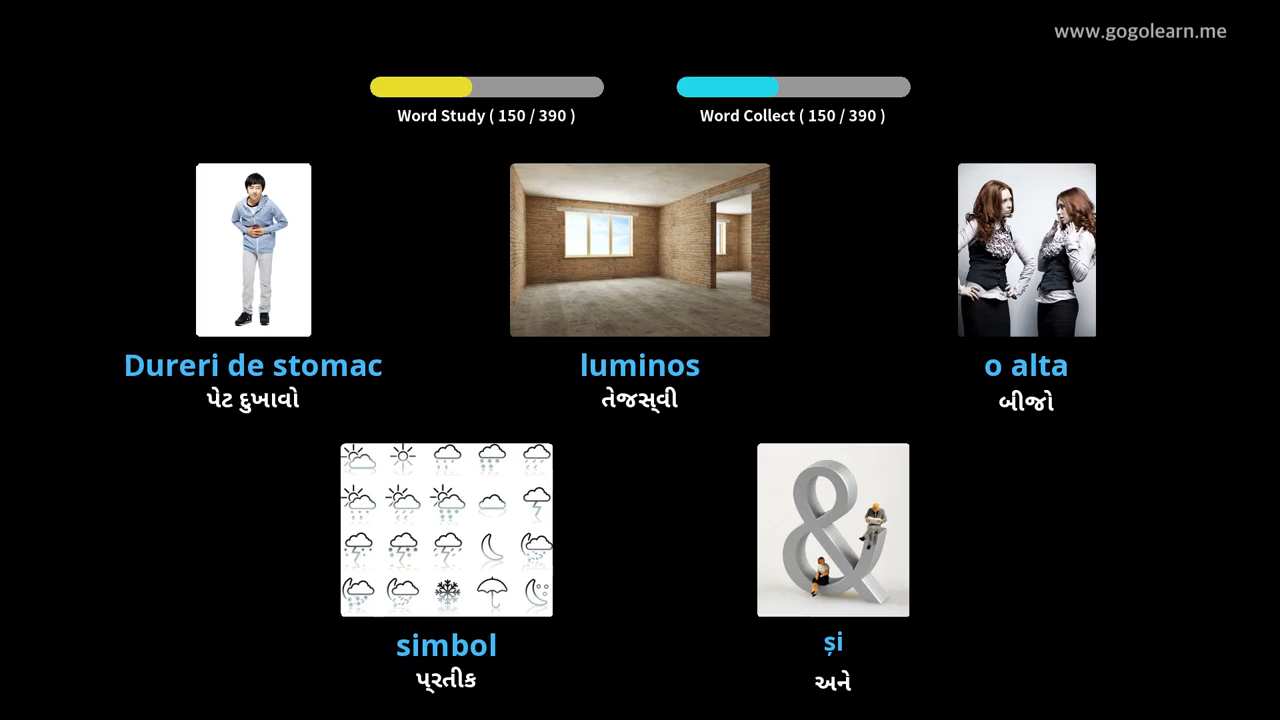 www.gogolearn.me
Word Study ( 150 / 390 )
Word Collect ( 150 / 390 )
Dureri de stomac
પેટ દુખાવો
luminos
તેજસ્વી
o alta
બીજો
simbol
પ્રતીક
și
અને